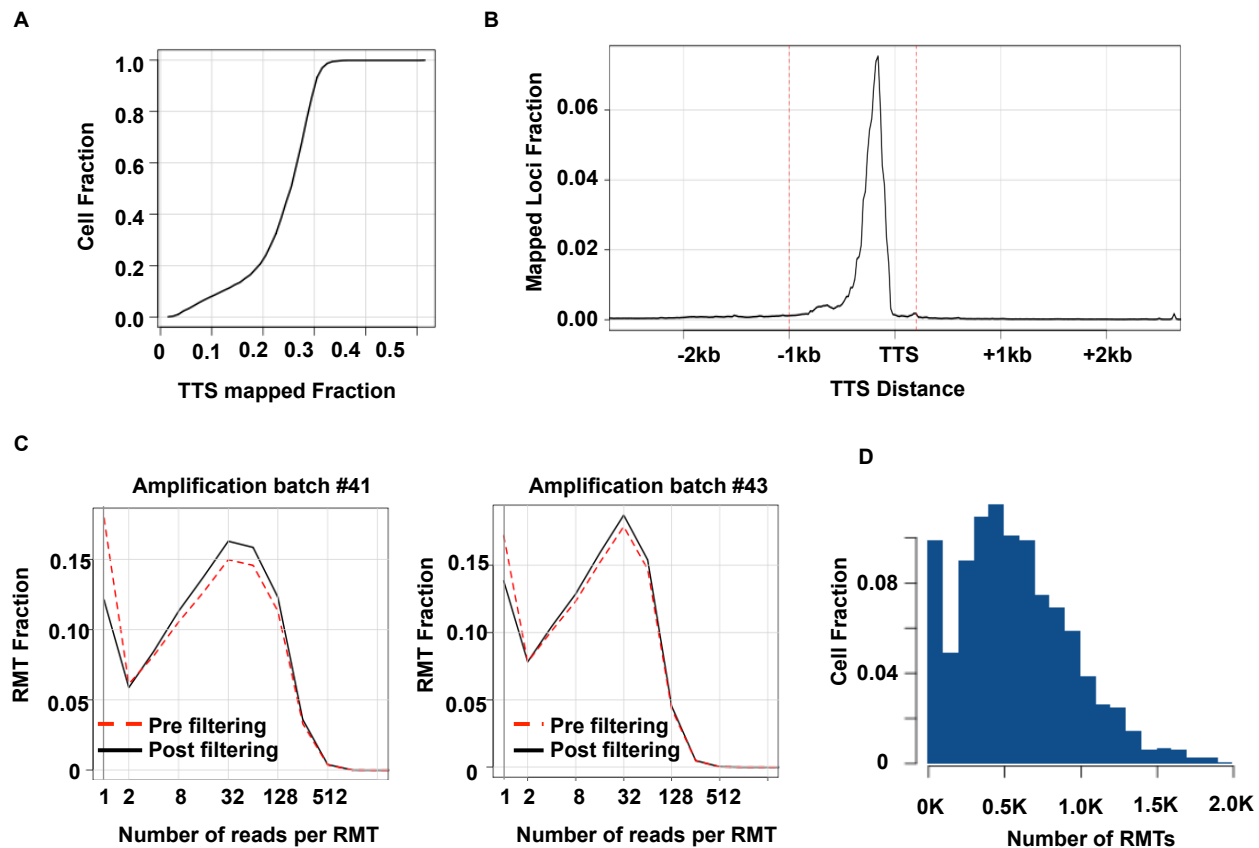 A
1.0
0.8
0.6
0.4
0.2
0.0
Cell Fraction
0 0.1 0.2 0.3 0.4 0.5
TTS mapped Fraction
B
0.06
0.04
0.02
0.00
Mapped Loci Fraction
-2kb -1kb TTS +1kb +2kb
TTS Distance
C
Amplification batch #41
0.15
0.10
0.05
0
RMT Fraction
Pre filtering
Post filtering
1 2 8 32 128 512
Number of reads per RMT
Amplification batch #43
0.15
0.10
0.05
0
RMT Fraction
Pre filtering
Post filtering
1 2 8 32 128 512
Number of reads per RMT
D
0.08
0.04
0
Cell Fraction
0K 0.5K 1.0K 1.5K 2.0K
Number of RMTs